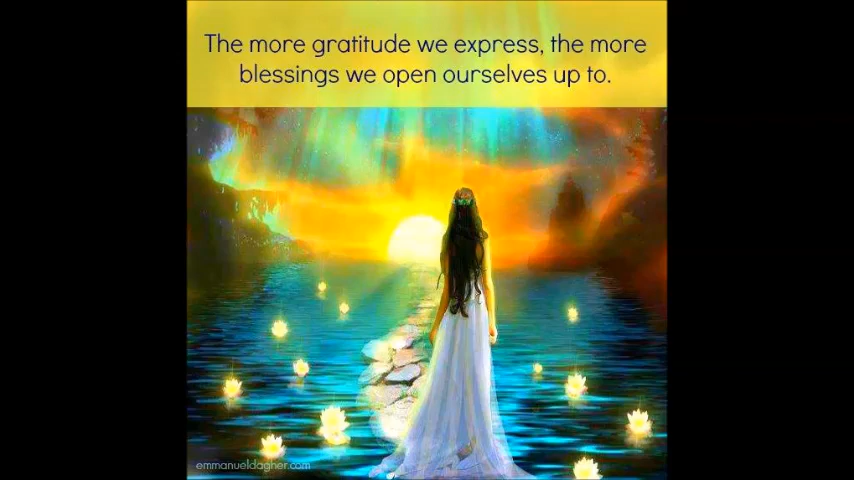 The more gratitude we express, the more
blessings we open ourselves up to.
emmanueldagher.com